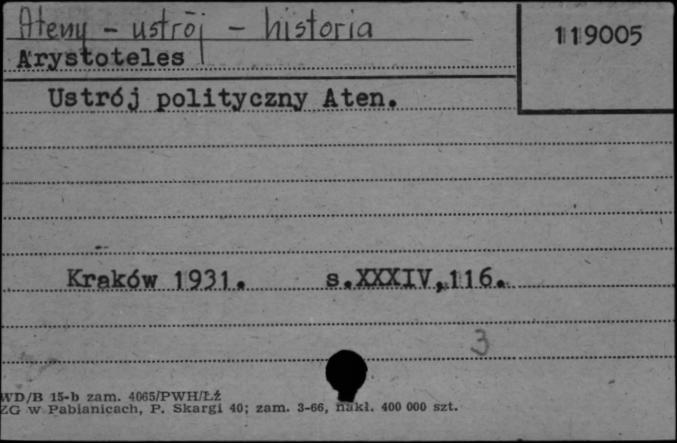 Ateny - ustrój - historia
119005
Arystoteles
Ustrój polityczny Aten.
Kraków 1931. s.XXXIV,116.
3
WD/B 15-b zam. 4065/PWH/Łż
ZG w Pabianicach, P. Skargi 40; zam. 3-66, nakł. 400 000 szt.